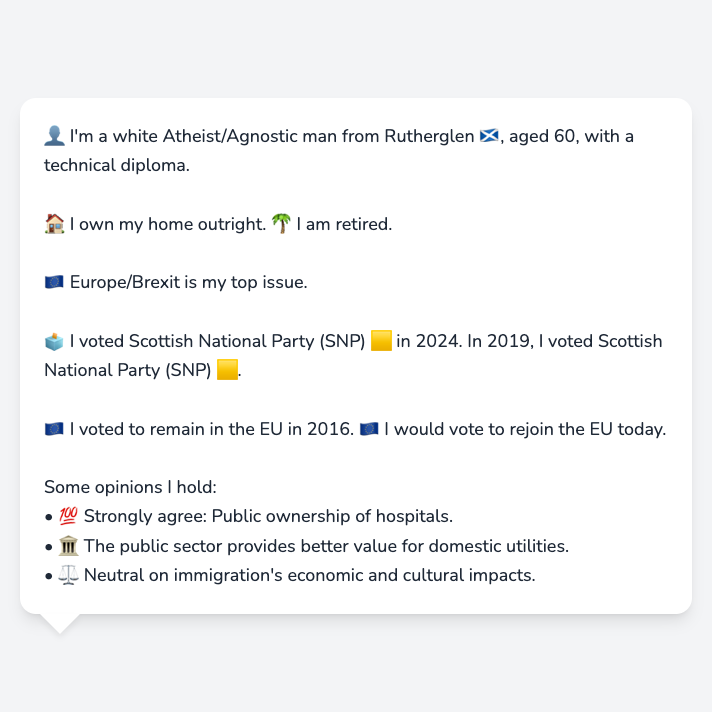 👤 I'm a white Atheist/Agnostic man from Rutherglen 🏴󠁧󠁢󠁳󠁣󠁴󠁿, aged 60, with a
technical diploma.
🏠 I own my home outright. 🌴 I am retired.
🇪🇺 Europe/Brexit is my top issue.
🗳️ I voted Scottish National Party (SNP) 🟨 in 2024. In 2019, I voted Scottish
National Party (SNP) 🟨.
🇪🇺 I voted to remain in the EU in 2016. 🇪🇺 I would vote to rejoin the EU today.
Some opinions I hold:
• 💯 Strongly agree: Public ownership of hospitals.
• 🏛️ The public sector provides better value for domestic utilities.
• ⚖️ Neutral on immigration's economic and cultural impacts.